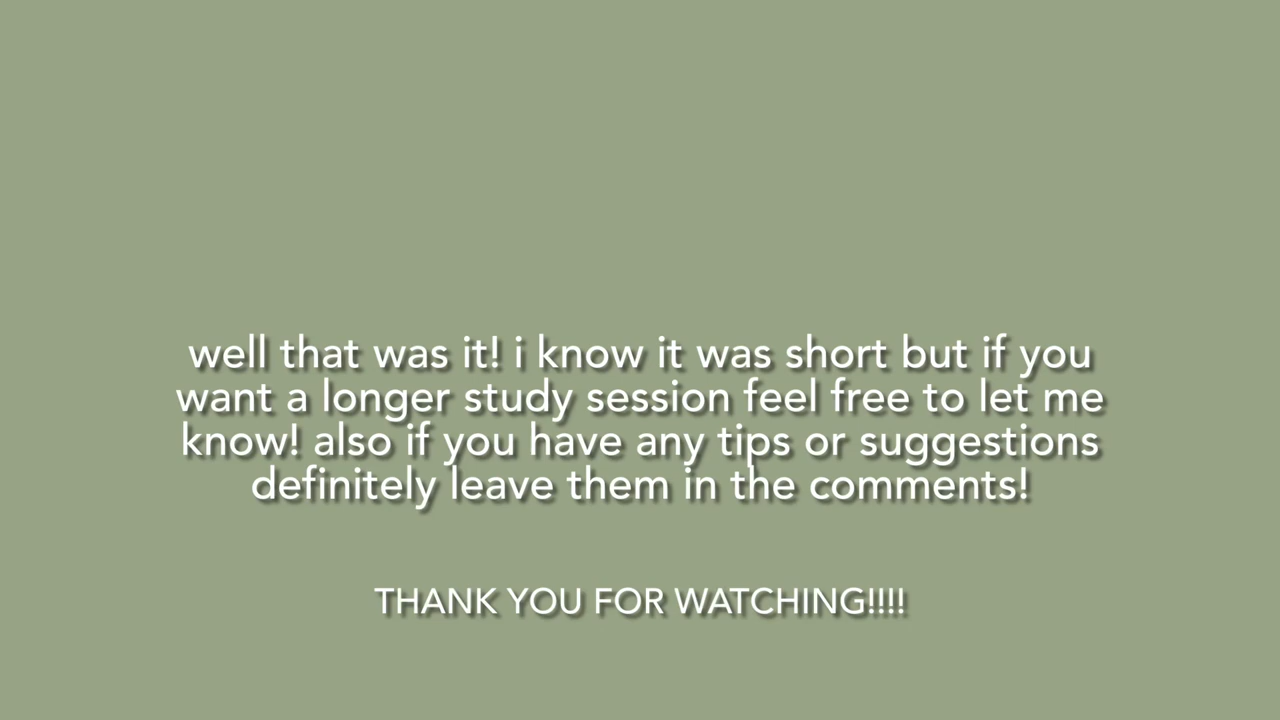 well that was it! i know it was short but if you
want a longer study session feel free to let me
know! also if you have any tips or suggestions
definitely leave them in the comments!
THANK YOU FOR WATCHING!!!!